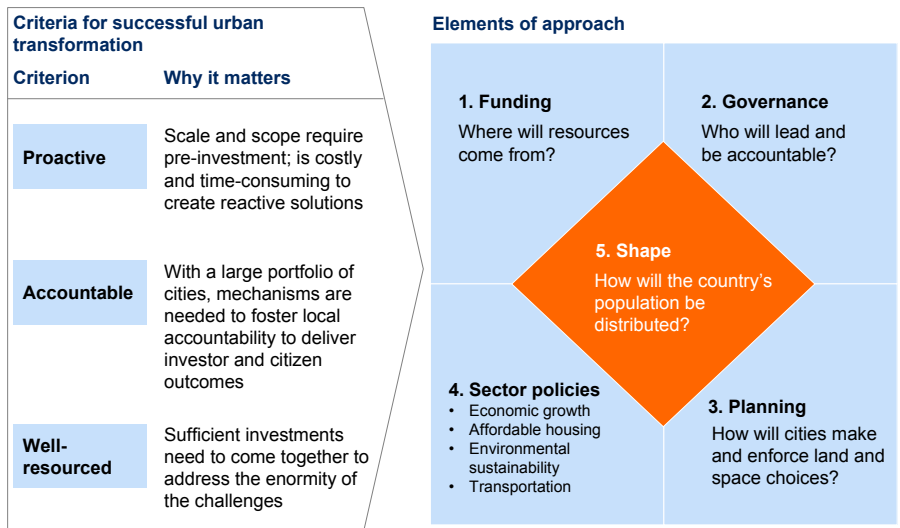 Criteria for successful urban
transformation
Criterion
Why it matters
Proactive
Scale and scope require
pre-investment; is costly
and time-consuming to
create reactive solutions
Accountable
With a large portfolio of
cities, mechanisms are
needed to foster local
accountability to deliver
investor and citizen
outcomes
Well-
resourced
Sufficient investments
need to come together to
address the enormity of
the challenges
Elements of approach
1. Funding
Where will resources
come from?
2. Governance
Who will lead and
be accountable?
5. Shape
How will the country's
population be
distributed?
4. Sector policies
• Economic growth
• Affordable housing
• Environmental
sustainability
• Transportation
3. Planning
How will cities make
and enforce land and
space choices?